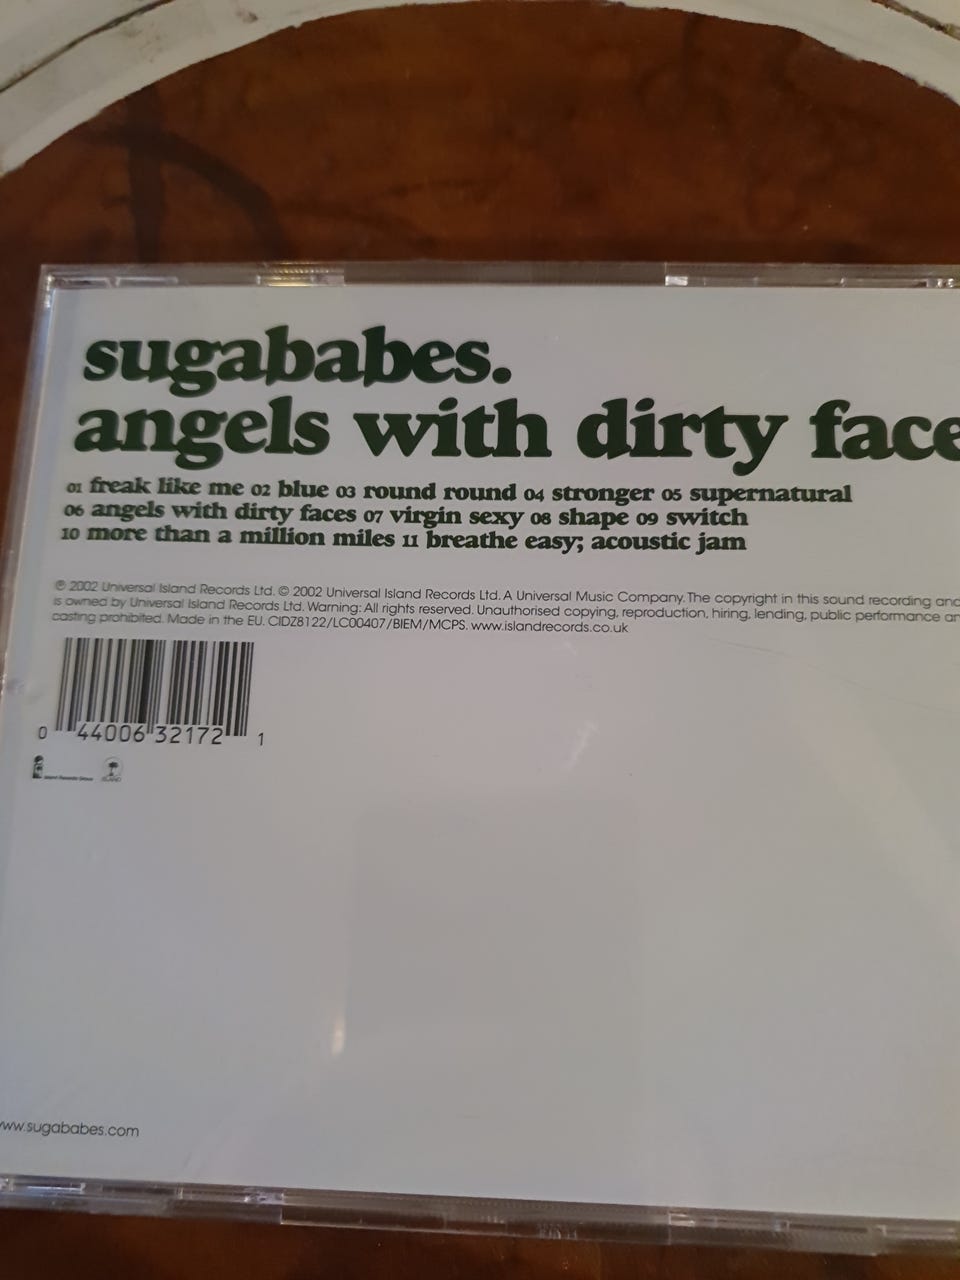 sugababes.
angels with dirty face
01 freak like me 02 blue 03 round round 04 stronger 05 supernatural
06 angels with dirty faces 07 virgin sexy 08 shape 09 switch
10 more than a million miles 11 breathe easy; acoustic jam
℗ 2002 Universal Island Records Ltd. © 2002 Universal Island Records Ltd. A Universal Music Company. The copyright in this sound recording and
is owned by Universal Island Records Ltd. Warning: All rights reserved. Unauthorised copying, reproduction, hiring, lending, public performance an
casting prohibited. Made in the EU. CIDZ8122/LC00407/BIEM/MCPS. www.islandrecords.co.uk
0 44006 32172 1
Island Records Group ISLAND
www.sugababes.com